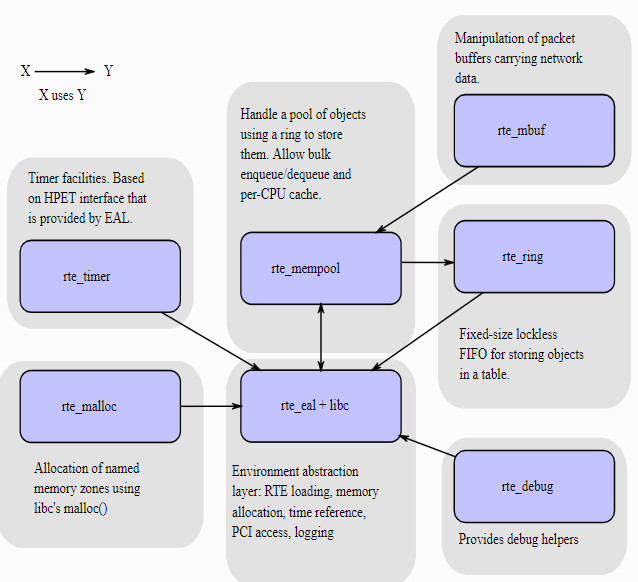 X
Y
X uses Y
Manipulation of packet
buffers carrying network
data.
rte_mbuf
Handle a pool of objects
using a ring to store
them. Allow bulk
enqueue/dequeue and
per-CPU cache.
rte_mempool
Timer facilities. Based
on HPET interface that
is provided by EAL.
rte_timer
rte_ring
Fixed-size lockless
FIFO for storing objects
in a table.
rte_malloc
Allocation of named
memory zones using
libc's malloc()
rte_eal + libc
Environment abstraction
layer: RTE loading, memory
allocation, time reference,
PCI access, logging
rte_debug
Provides debug helpers